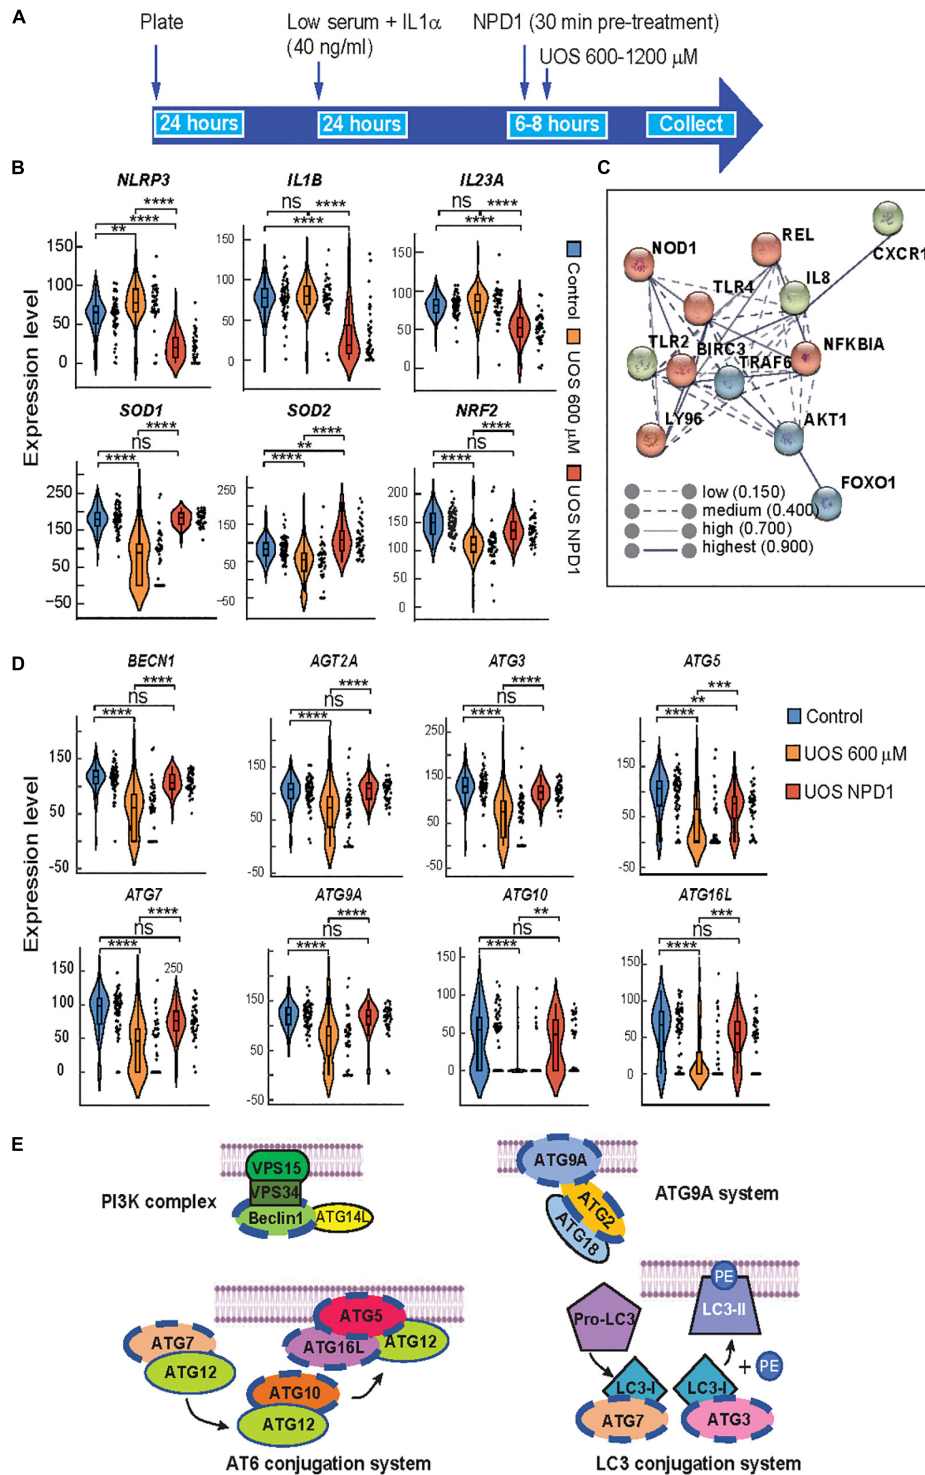 A
Plate
Low serum + IL1α
(40 ng/ml)
NPD1 (30 min pre-treatment)
UOS 600-1200 μM
24 hours
24 hours
6-8 hours
Collect
B
NLRP3
IL1B
IL23A
****
****
**
ns
****
****
ns
****
****
Expression level
150
100
50
0
150
100
50
0
150
100
50
0
SOD1
SOD2
NRF2
****
ns
****
****
**
****
ns
****
****
250
150
50
−50
250
150
50
50
200
150
100
50
0
Control
UOS 600 μM
UOS NPD1
C
CXCR1
REL
NOD1
IL8
TLR4
NFKBIA
TLR2
BIRC3
TRAF6
LY96
AKT1
FOXO1
low (0.150)
medium (0.400)
high (0.700)
highest (0.900)
D
BECN1
AGT2A
ATG3
ATG5
****
ns
****
****
ns
****
****
ns
****
***
**
****
Expression level
150
50
-50
250
150
50
-50
250
150
50
-50
150
50
-50
Control
UOS 600 μM
UOS NPD1
ATG7
ATG9A
ATG10
ATG16L
****
ns
****
****
ns
****
**
ns
****
***
ns
****
250
150
100
50
0
250
150
50
-50
150
100
50
0
150
100
50
0
E
VPS15
VPS34
Beclin1
ATG14L
PI3K complex
ATG9A
ATG2
ATG18
ATG9A system
ATG7
ATG12
ATG10
ATG12
ATG5
ATG16L
ATG12
AT6 conjugation system
Pro-LC3
PE
LC3-II
+ PE
LC3-I
LC3-I
ATG7
ATG3
LC3 conjugation system